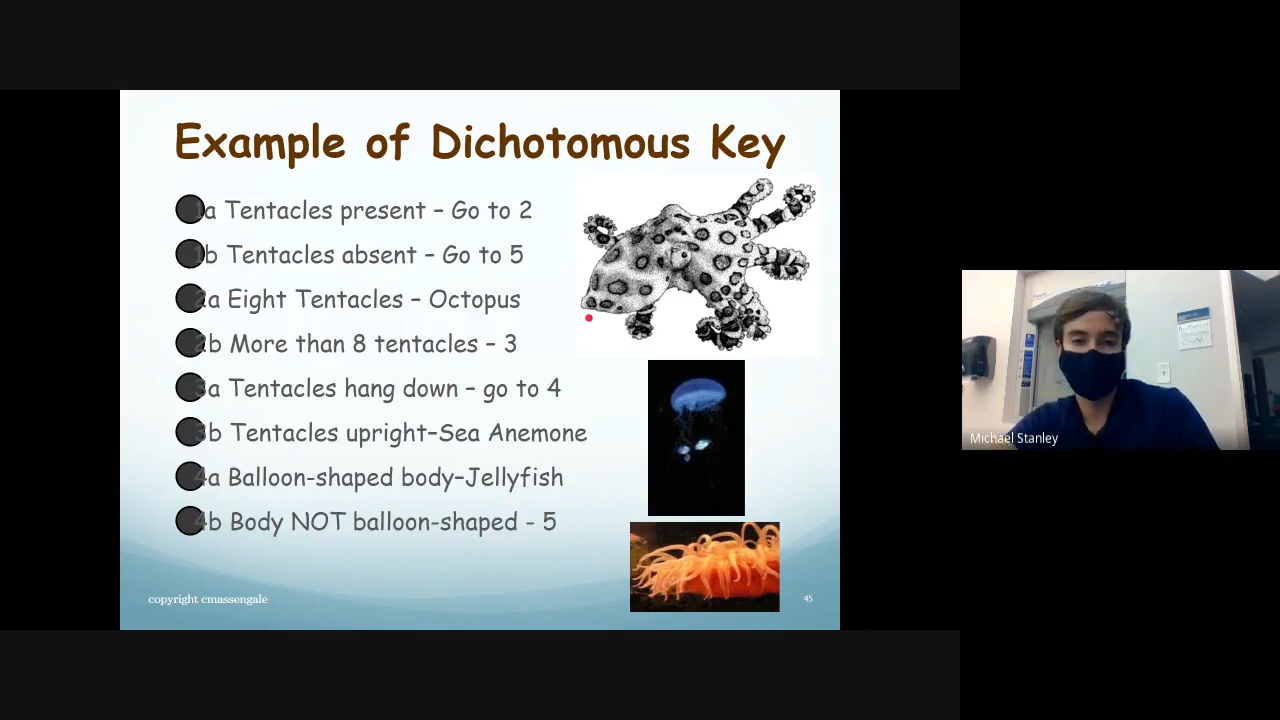 Example of Dichotomous Key
1a Tentacles present – Go to 2
1b Tentacles absent – Go to 5
2a Eight Tentacles – Octopus
2b More than 8 tentacles – 3
3a Tentacles hang down – go to 4
3b Tentacles upright–Sea Anemone
4a Balloon-shaped body–Jellyfish
4b Body NOT balloon-shaped - 5
copyright cmassengale
45
Michael Stanley